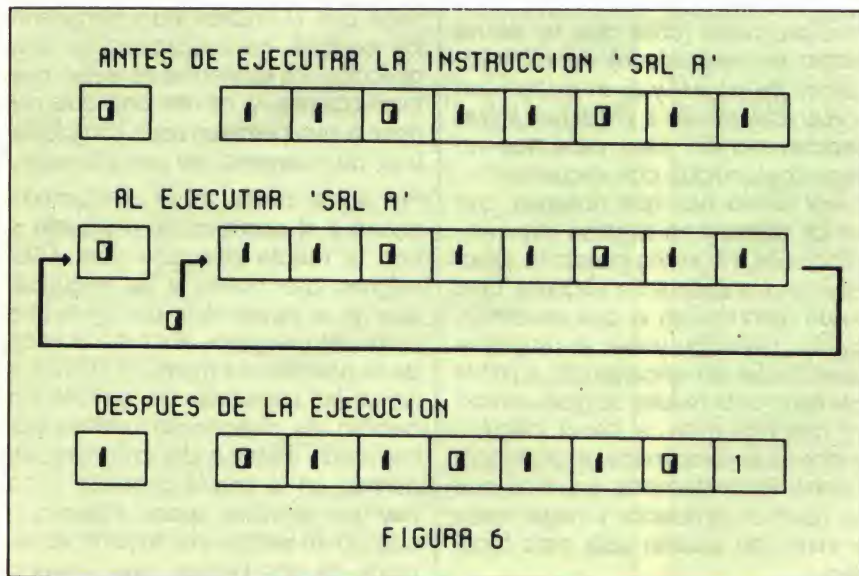 ANTES DE EJECUTAR LA INSTRUCCION 'SRL A'
0 1 1 0 1 1 0 1 1
AL EJECUTAR 'SRL A'
0 1 1 0 1 1 0 1 1
0
DESPUES DE LA EJECUCION
1 0 1 1 0 1 1 0 1
FIGURA 6